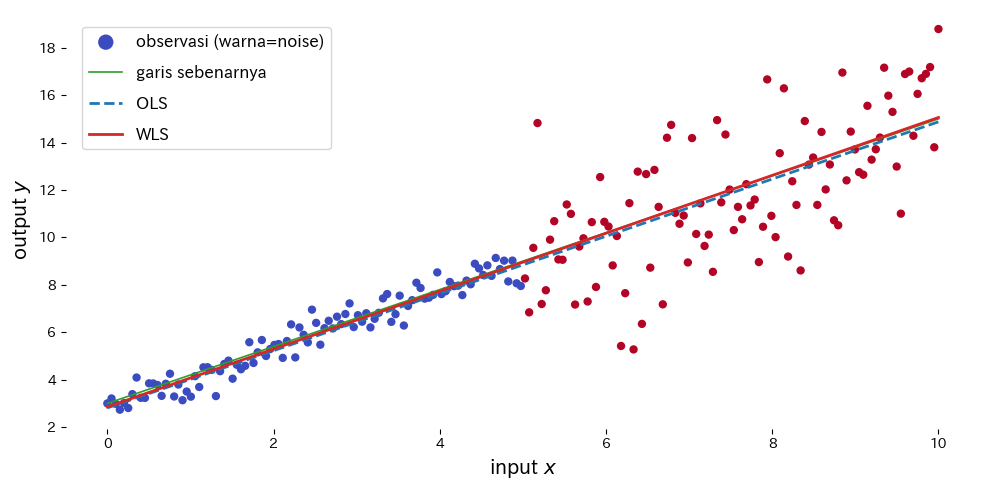 observasi (warna=noise)
garis sebenarnya
OLS
WLS
output y
18
16
14
12
10
8
6
4
2
0
2
4
6
8
10
input x